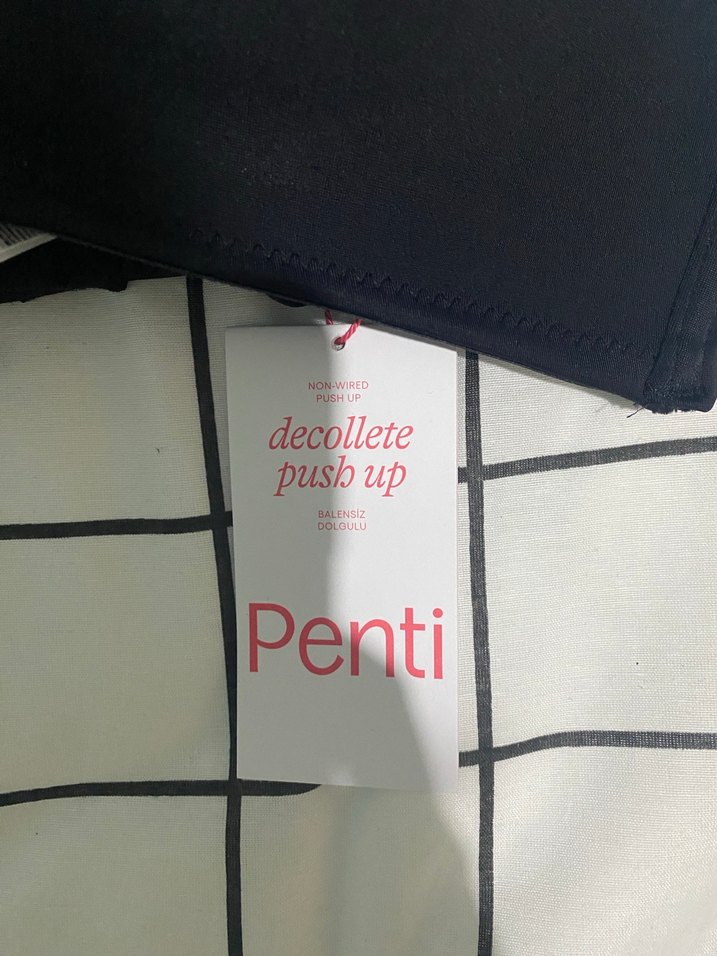 NON-WIRED
PUSH UP
decollete
push up
BALENSİZ
DOLGULU
Penti